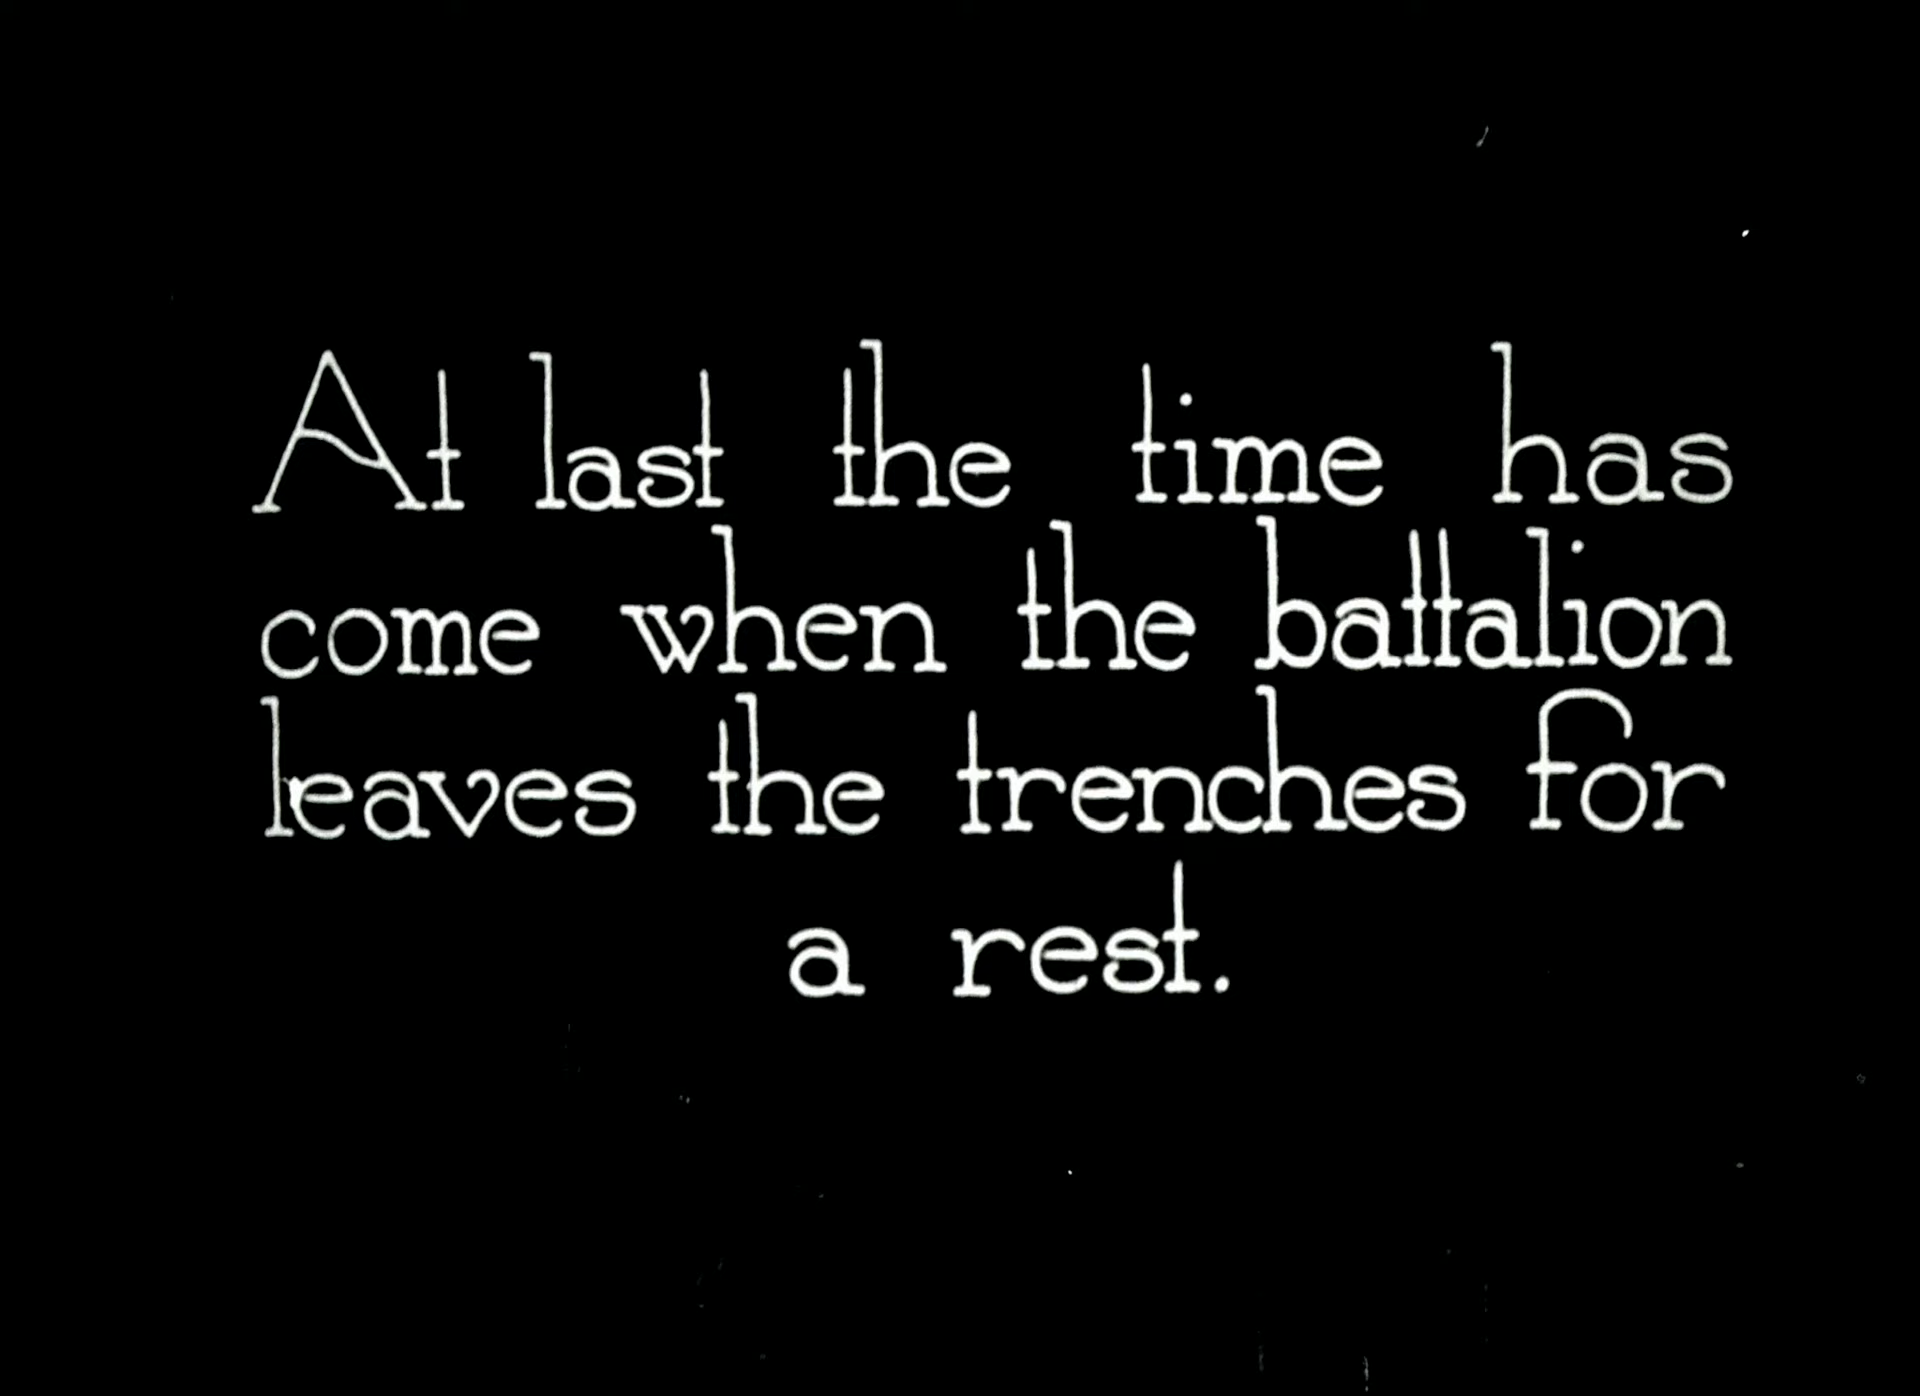 At last the time has
come when the battalion
leaves the trenches for
a rest.